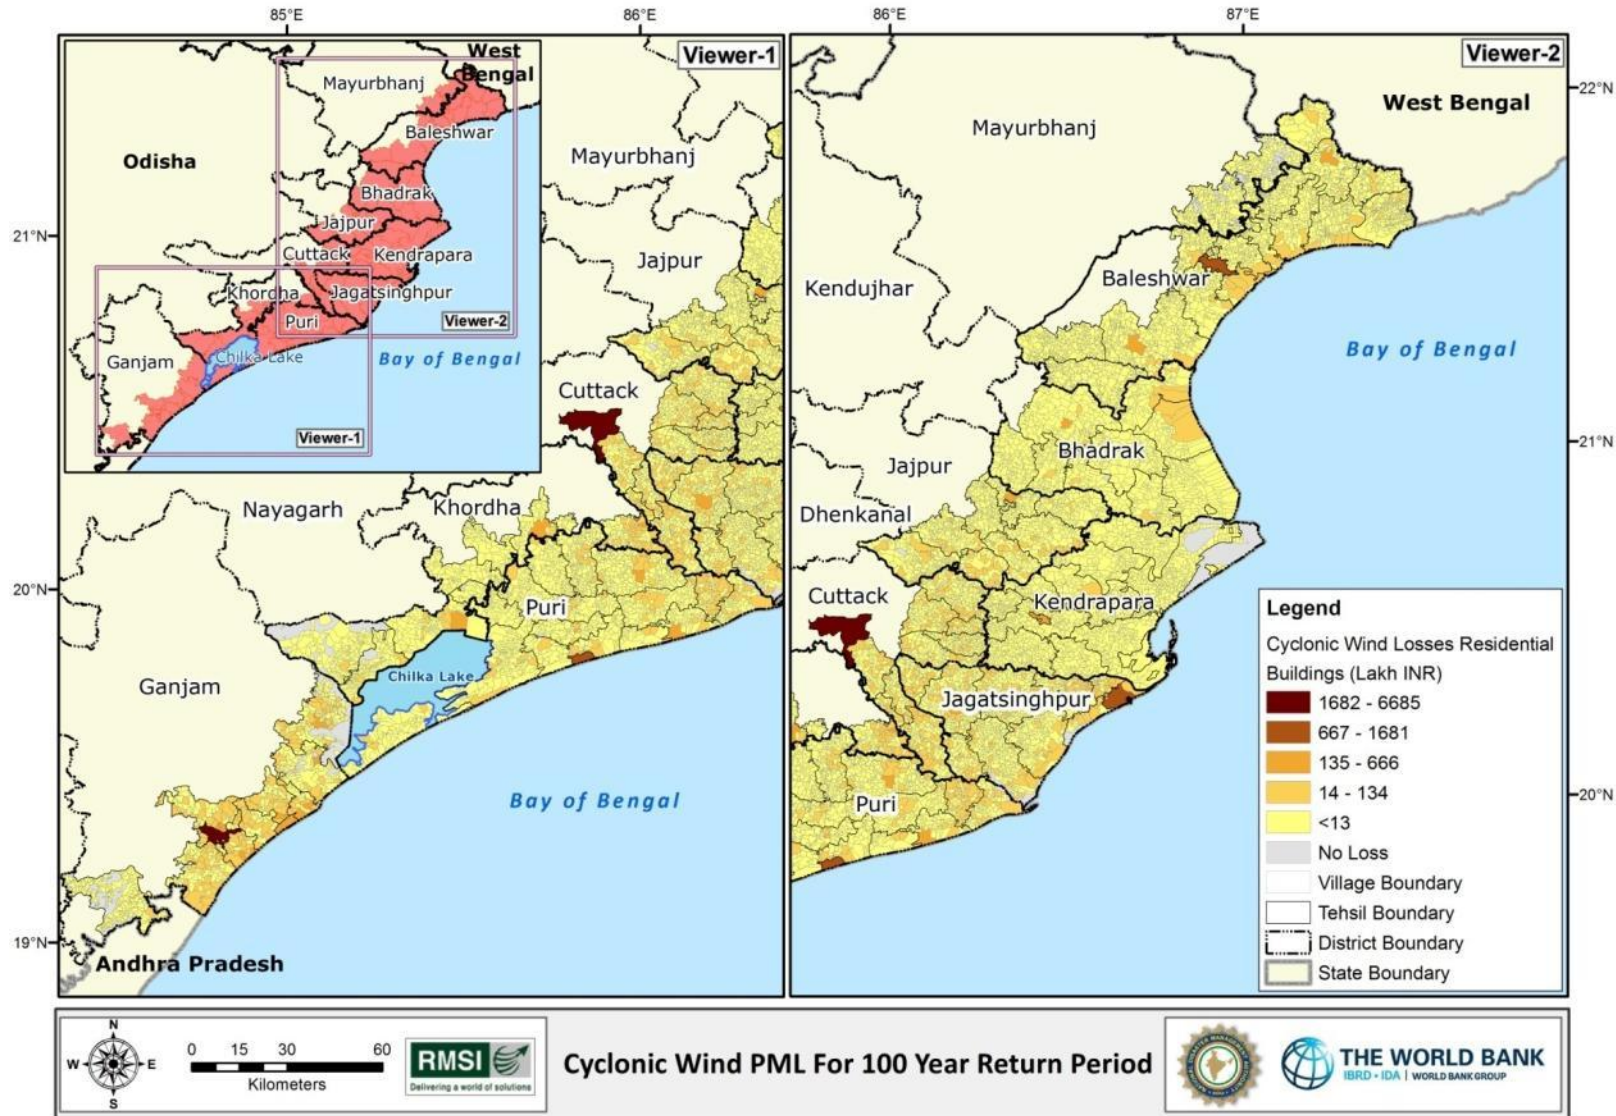 85°E
86°E
86°E
87°E
22°N
21°N
21°N
20°N
20°N
19°N
Viewer-1
West
Bengal
Mayurbhanj
Baleshwar
Odisha
Bhadrak
Jajpur
Cuttack
Kendrapara
Khordha
Jagatsinghpur
Puri
Viewer-2
Ganjam
Chilka Lake
Bay of Bengal
Viewer-1
Mayurbhanj
Jajpur
Cuttack
Nayagarh
Khordha
Puri
Ganjam
Chilka Lake
Bay of Bengal
Andhra Pradesh
Viewer-2
West Bengal
Mayurbhanj
Kendujhar
Baleshwar
Bay of Bengal
Bhadrak
Jajpur
Dhenkanal
Cuttack
Kendrapara
Jagatsinghpur
Puri
Legend
Cyclonic Wind Losses Residential
Buildings (Lakh INR)
1682 - 6685
667 - 1681
135 - 666
14 - 134
<13
No Loss
Village Boundary
Tehsil Boundary
District Boundary
State Boundary
N
W E
S
0 15 30 60
Kilometers
RMSI
Delivering a world of solutions
Cyclonic Wind PML For 100 Year Return Period
THE WORLD BANK
IBRD • IDA | WORLD BANK GROUP